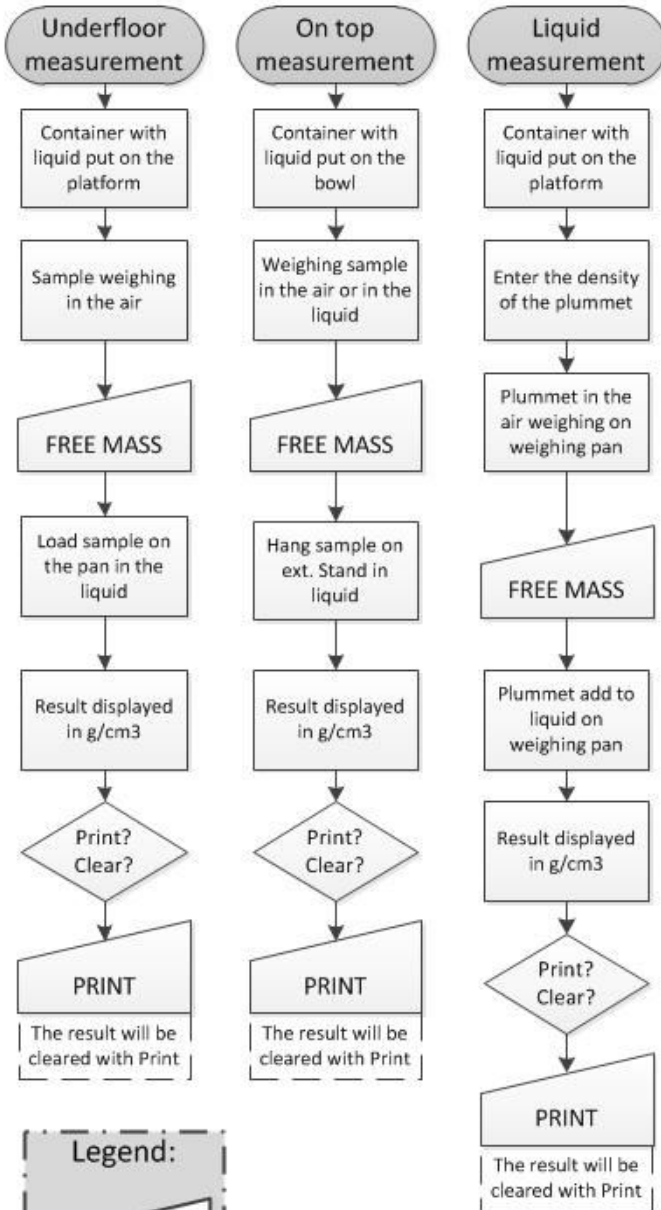 Underfloor
measurement
Container with
liquid put on the
platform
Sample weighing
in the air
FREE MASS
Load sample on
the pan in the
liquid
Result displayed
in g/cm3
Print?
Clear?
PRINT
The result will be
cleared with Print
On top
measurement
Container with
liquid put on the
bowl
Weighing sample
in the air or in the
liquid
FREE MASS
Hang sample on
ext. Stand in
liquid
Result displayed
in g/cm3
Print?
Clear?
PRINT
The result will be
cleared with Print
Liquid
measurement
Container with
liquid put on the
platform
Enter the density
of the plummet
Plummet in the
air weighing on
weighing pan
FREE MASS
Plummet add to
liquid on
weighing pan
Result displayed
in g/cm3
Print?
Clear?
PRINT
The result will be
cleared with Print
Legend: